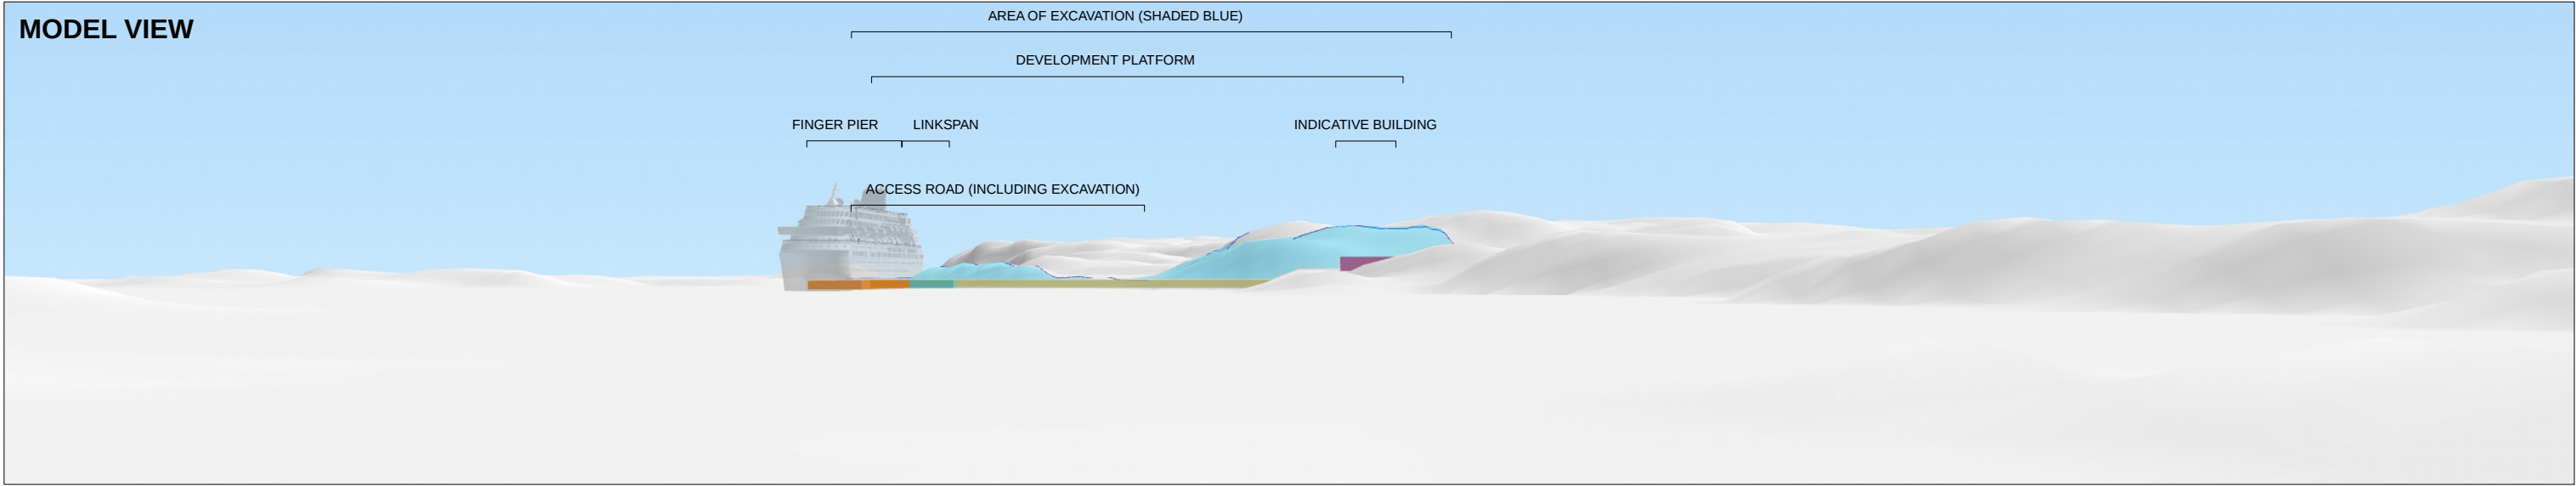 MODEL VIEW
AREA OF EXCAVATION (SHADED BLUE)
DEVELOPMENT PLATFORM
FINGER PIER
LINKSPAN
INDICATIVE BUILDING
ACCESS ROAD (INCLUDING EXCAVATION)